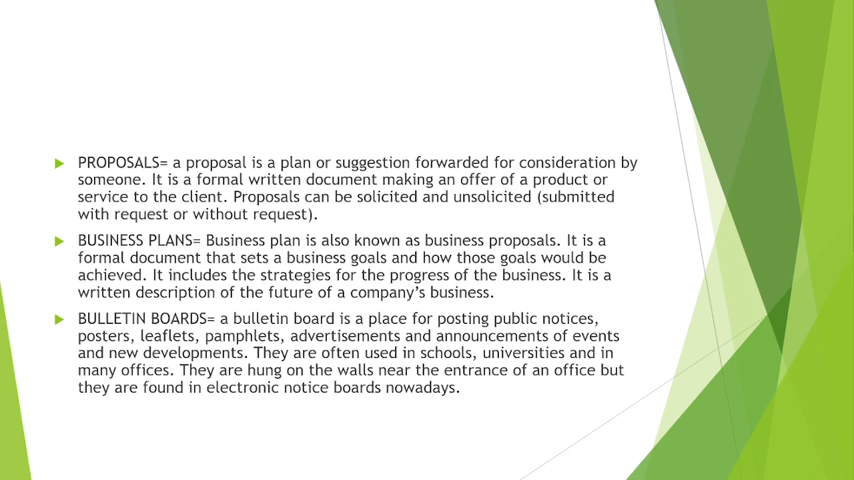 PROPOSALS= a proposal is a plan or suggestion forwarded for consideration by
someone. It is a formal written document making an offer of a product or
service to the client. Proposals can be solicited and unsolicited (submitted
with request or without request).
BUSINESS PLANS= Business plan is also known as business proposals. It is a
formal document that sets a business goals and how those goals would be
achieved. It includes the strategies for the progress of the business. It is a
written description of the future of a company's business.
BULLETIN BOARDS= a bulletin board is a place for posting public notices,
posters, leaflets, pamphlets, advertisements and announcements of events
and new developments. They are often used in schools, universities and in
many offices. They are hung on the walls near the entrance of an office but
they are found in electronic notice boards nowadays.